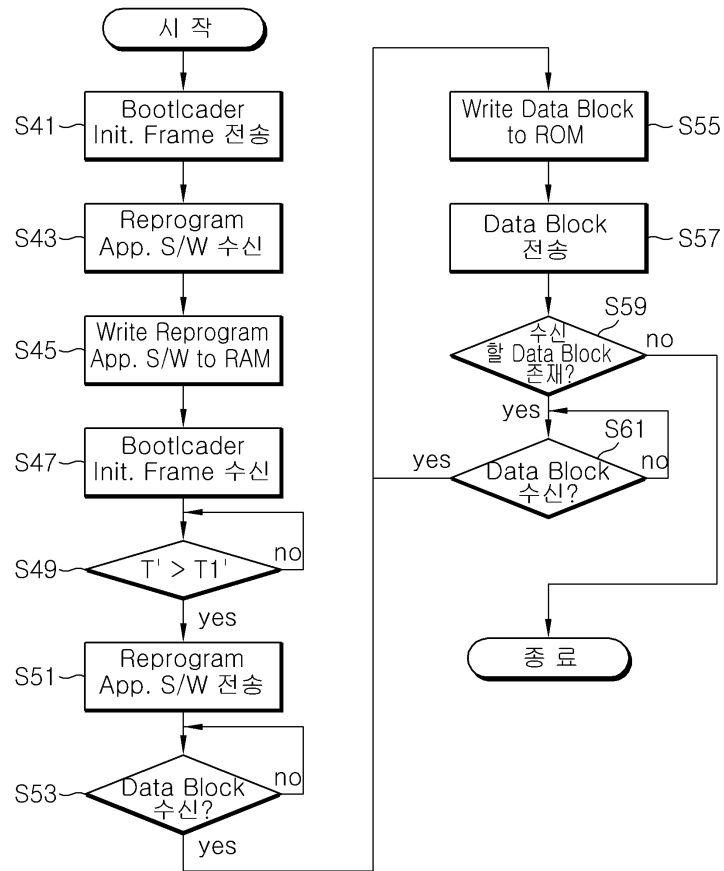 시 작
S41
Bootlcader
Init. Frame 전송
S43
Reprogram
App. S/W 수신
S45
Write Reprogram
App. S/W to RAM
S47
Bootlcader
Init. Frame 수신
S49
T' > T1'
no
yes
S51
Reprogram
App. S/W 전송
S53
Data Block
수신?
no
yes
Write Data Block
to ROM
S55
Data Block
전송
S57
S59
수신
할 Data Block
존재?
no
yes
S61
Data Block
수신?
yes
no
종 료